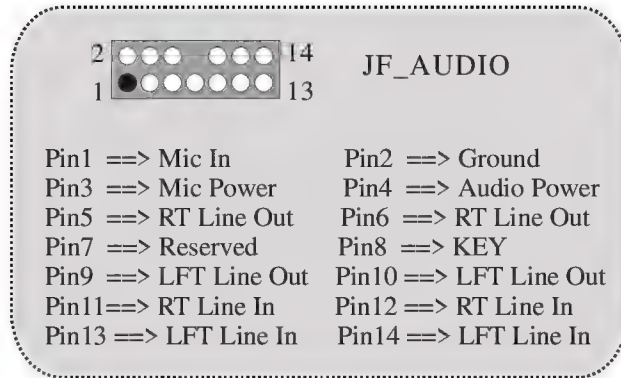 2 14 JF_AUDIO
1 13
Pin1 ==> Mic In Pin2 ==> Ground
Pin3 ==> Mic Power Pin4 ==> Audio Power
Pin5 ==> RT Line Out Pin6 ==> RT Line Out
Pin7 ==> Reserved Pin8 ==> KEY
Pin9 ==> LFT Line Out Pin10 ==> LFT Line Out
Pin11==> RT Line In Pin12 ==> RT Line In
Pin13 ==> LFT Line In Pin14 ==> LFT Line In